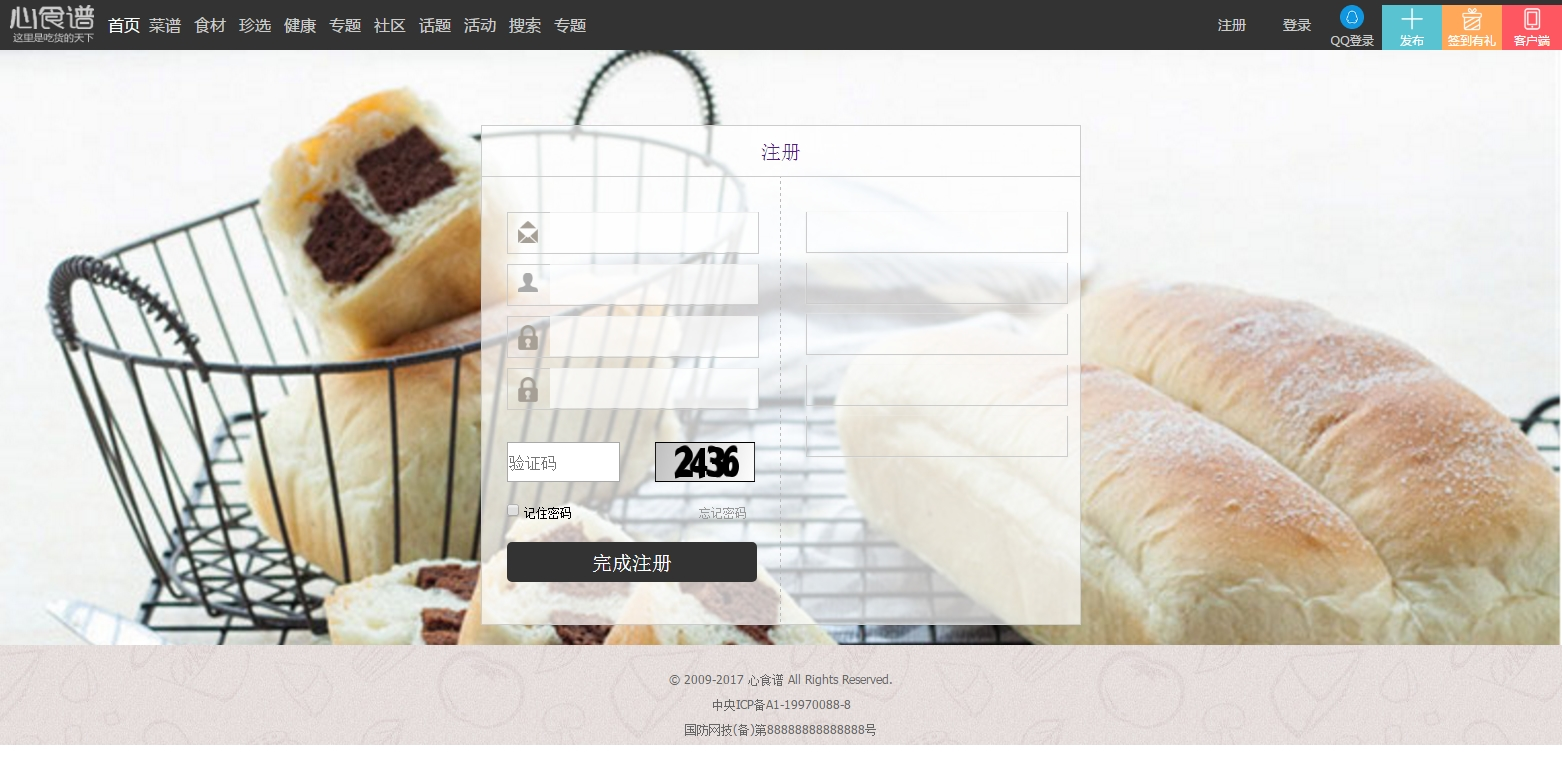 心食谱
这里是吃货的天下
首页 菜谱 食材 珍选 健康 专题 社区 话题 活动 搜索 专题
注册 登录 QQ登录 发布 签到有礼 客户端
注册
验证码 2436
记住密码 忘记密码
完成注册
© 2009-2017 心食谱 All Rights Reserved.
中央ICP备A1-19970088-8
国防网技(备)第88888888888888号